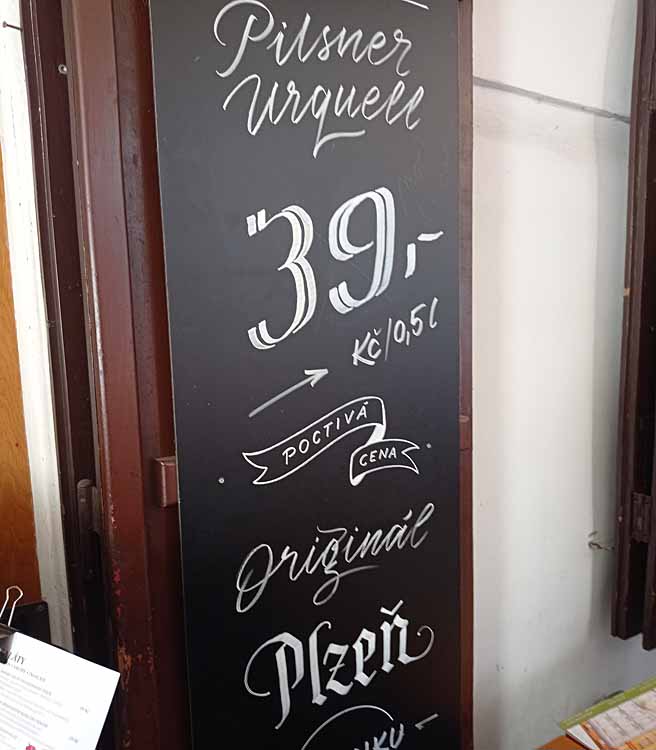 Pilsner
Urquell
39,-
Kč/0,5l
POCTIVÁ
CENA
Originál
Plzeň